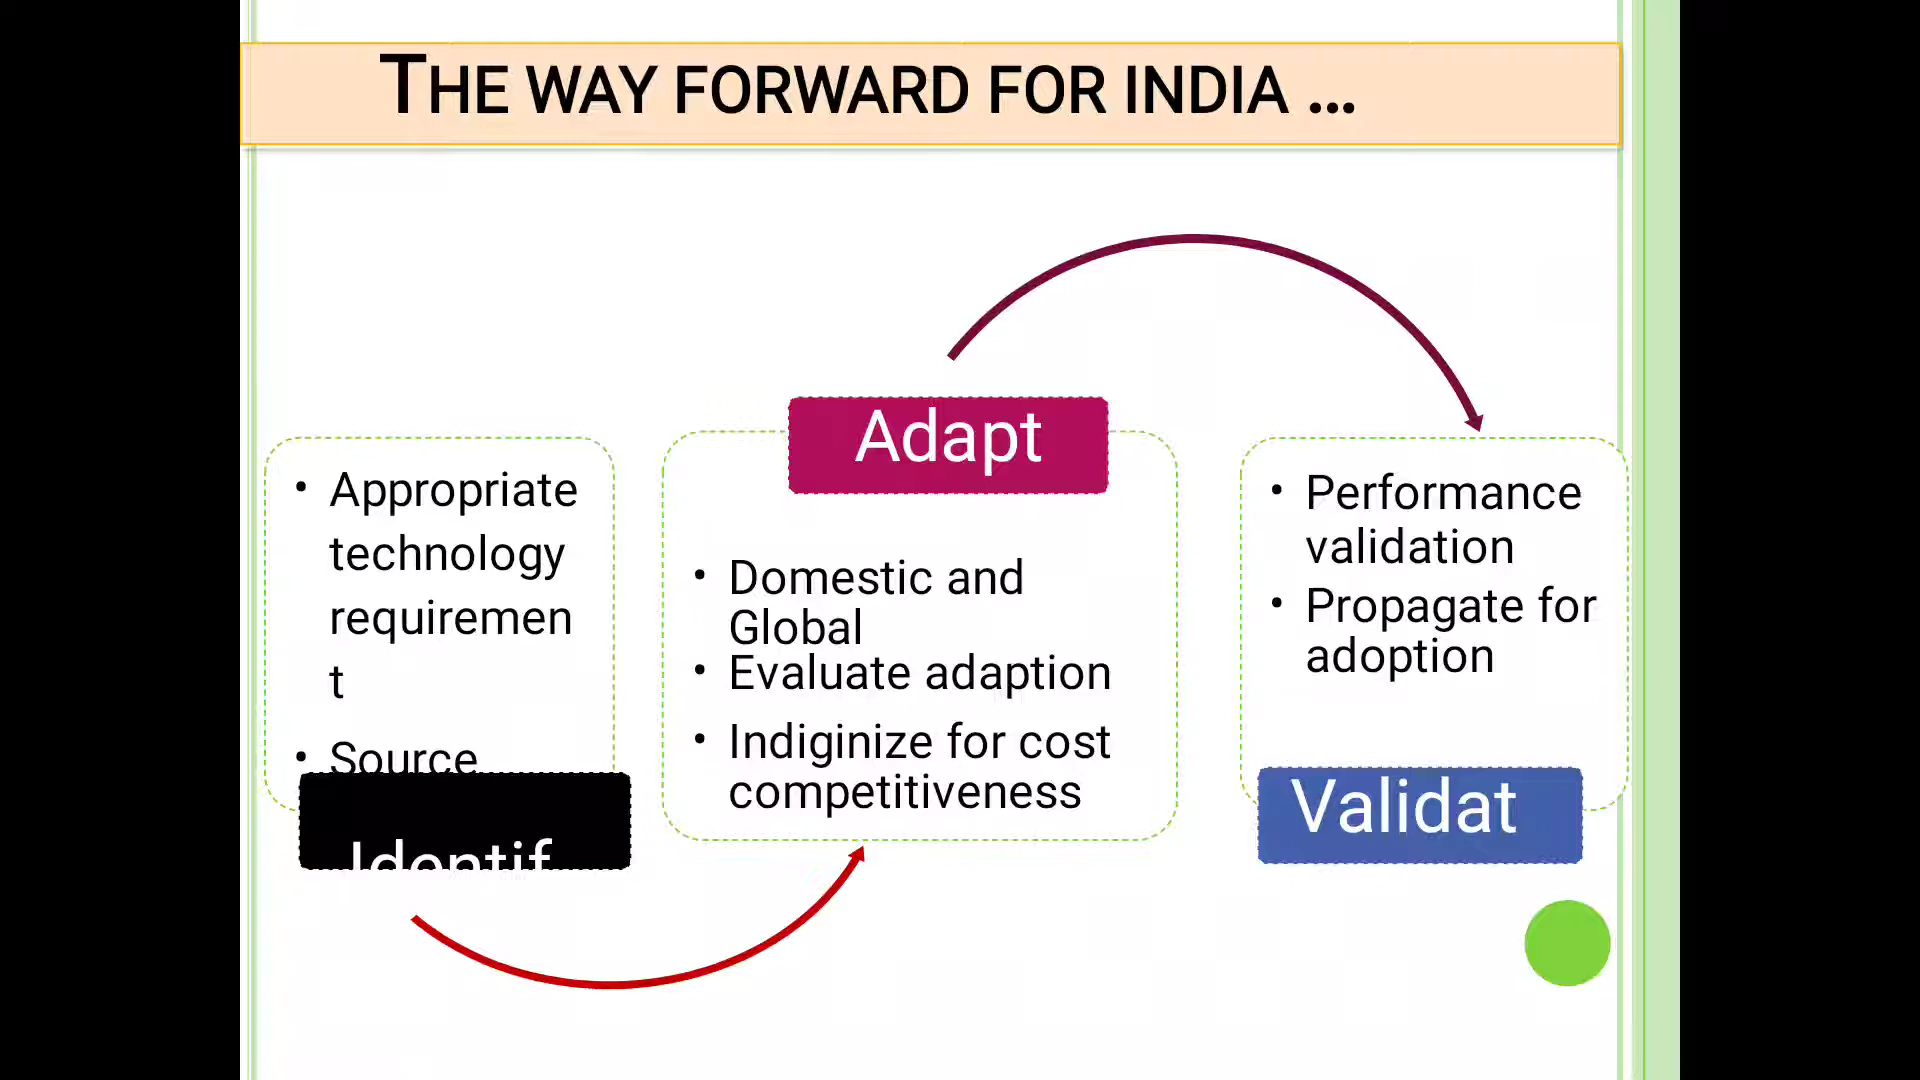 THE WAY FORWARD FOR INDIA ...
• Appropriate
technology
requiremen
t
• Source
Identif
Adapt
• Domestic and
Global
• Evaluate adaption
• Indiginize for cost
competitiveness
• Performance
validation
• Propagate for
adoption
Validat